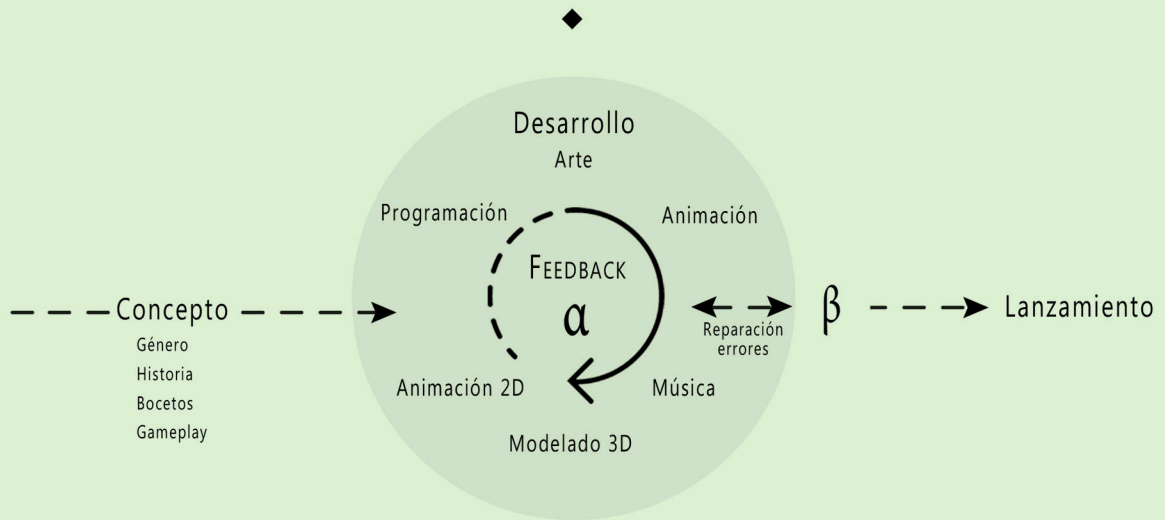 Desarrollo
Arte
Programación
Animación
FEEDBACK
α
Concepto
Género
Historia
Bocetos
Gameplay
Reparación
errores
β
Lanzamiento
Animación 2D
Música
Modelado 3D